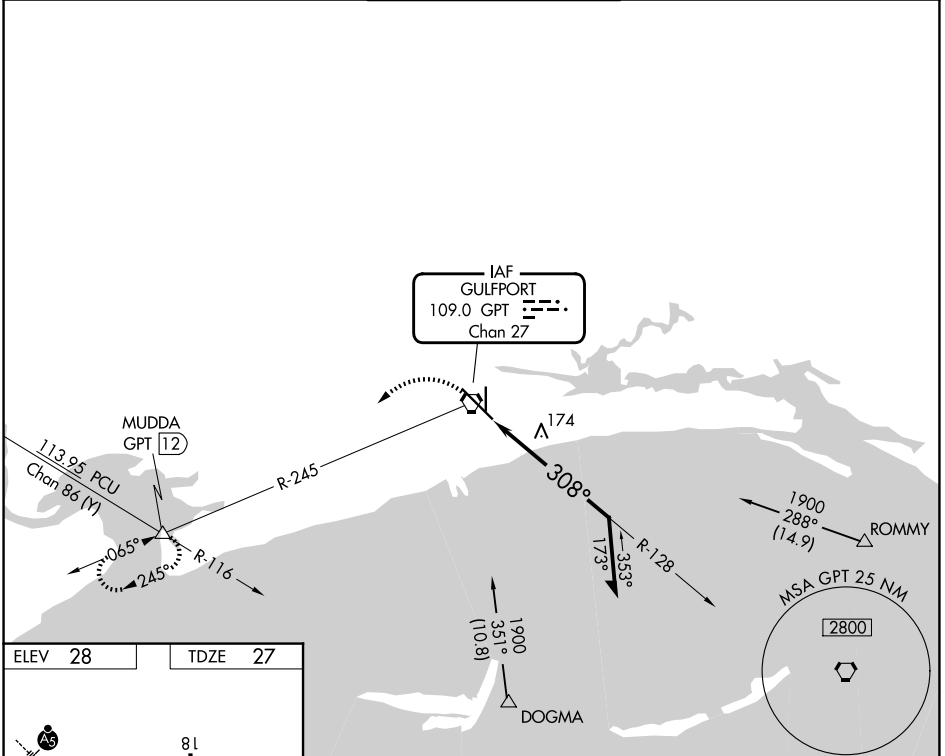 IAF
GULFPORT
109.0 GPT
Chan 27
174
MUDDA
GPT 12
113.95 PCU
Chan 86 (Y)
R-245
308°
1900
288°
(14.9)
ROMMY
065°
245°
R-116
173°
353°
R-128
MSA GPT 25 NM
2800
1900
351°
(10.8)
DOGMA
ELEV 28
TDZE 27
A5
18